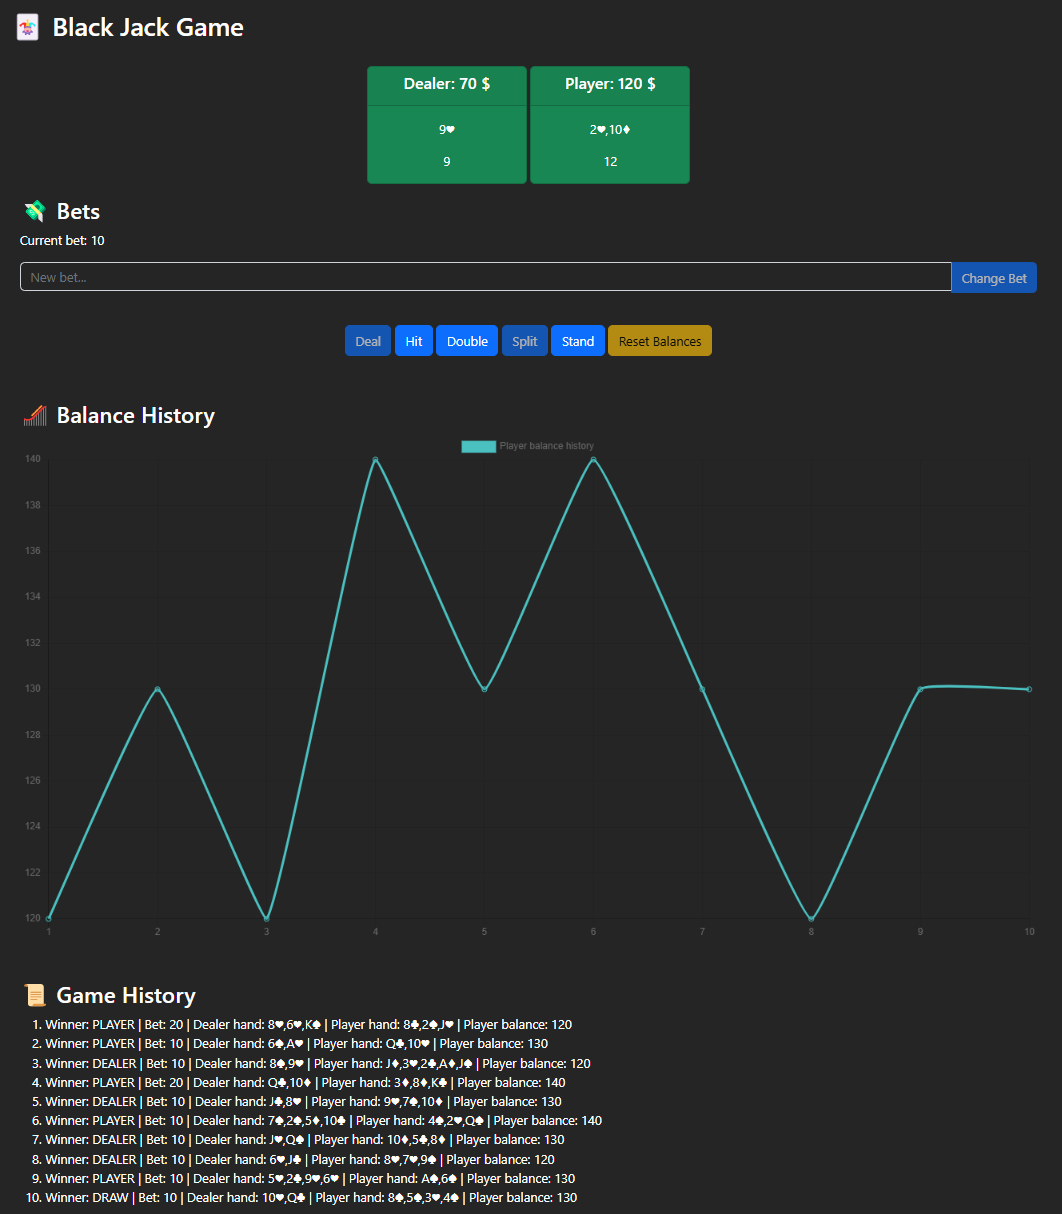 🃏 Black Jack Game
Dealer: 70 $ Player: 120 $
9♥ 2♥,10♦
9 12
💸 Bets
Current bet: 10
New bet... Change Bet
Deal Hit Double Split Stand Reset Balances
🎢 Balance History
Player balance history
140
138
136
134
132
130
128
126
124
122
120
1 2 3 4 5 6 7 8 9 10
📜 Game History
1. Winner: PLAYER | Bet: 20 | Dealer hand: 8♥,6♥,K♠ | Player hand: 8♣,2♠,J♥ | Player balance: 120
2. Winner: PLAYER | Bet: 10 | Dealer hand: 6♠,A♥ | Player hand: Q♣,10♥ | Player balance: 130
3. Winner: DEALER | Bet: 10 | Dealer hand: 8♠,9♥ | Player hand: J♦,3♥,2♣,A♦,J♠ | Player balance: 120
4. Winner: PLAYER | Bet: 20 | Dealer hand: Q♣,10♦ | Player hand: 3♦,8♦,K♣ | Player balance: 140
5. Winner: DEALER | Bet: 10 | Dealer hand: J♣,8♥ | Player hand: 9♥,7♠,10♦ | Player balance: 130
6. Winner: PLAYER | Bet: 10 | Dealer hand: 7♠,2♠,5♦,10♣ | Player hand: 4♠,2♥,Q♠ | Player balance: 140
7. Winner: DEALER | Bet: 10 | Dealer hand: J♥,Q♠ | Player hand: 10♦,5♣,8♦ | Player balance: 130
8. Winner: DEALER | Bet: 10 | Dealer hand: 6♥,J♣ | Player hand: 8♥,7♥,9♠ | Player balance: 120
9. Winner: PLAYER | Bet: 10 | Dealer hand: 5♥,2♣,9♥,6♥ | Player hand: A♠,6♠ | Player balance: 130
10. Winner: DRAW | Bet: 10 | Dealer hand: 10♥,Q♣ | Player hand: 8♠,5♠,3♥,4♠ | Player balance: 130